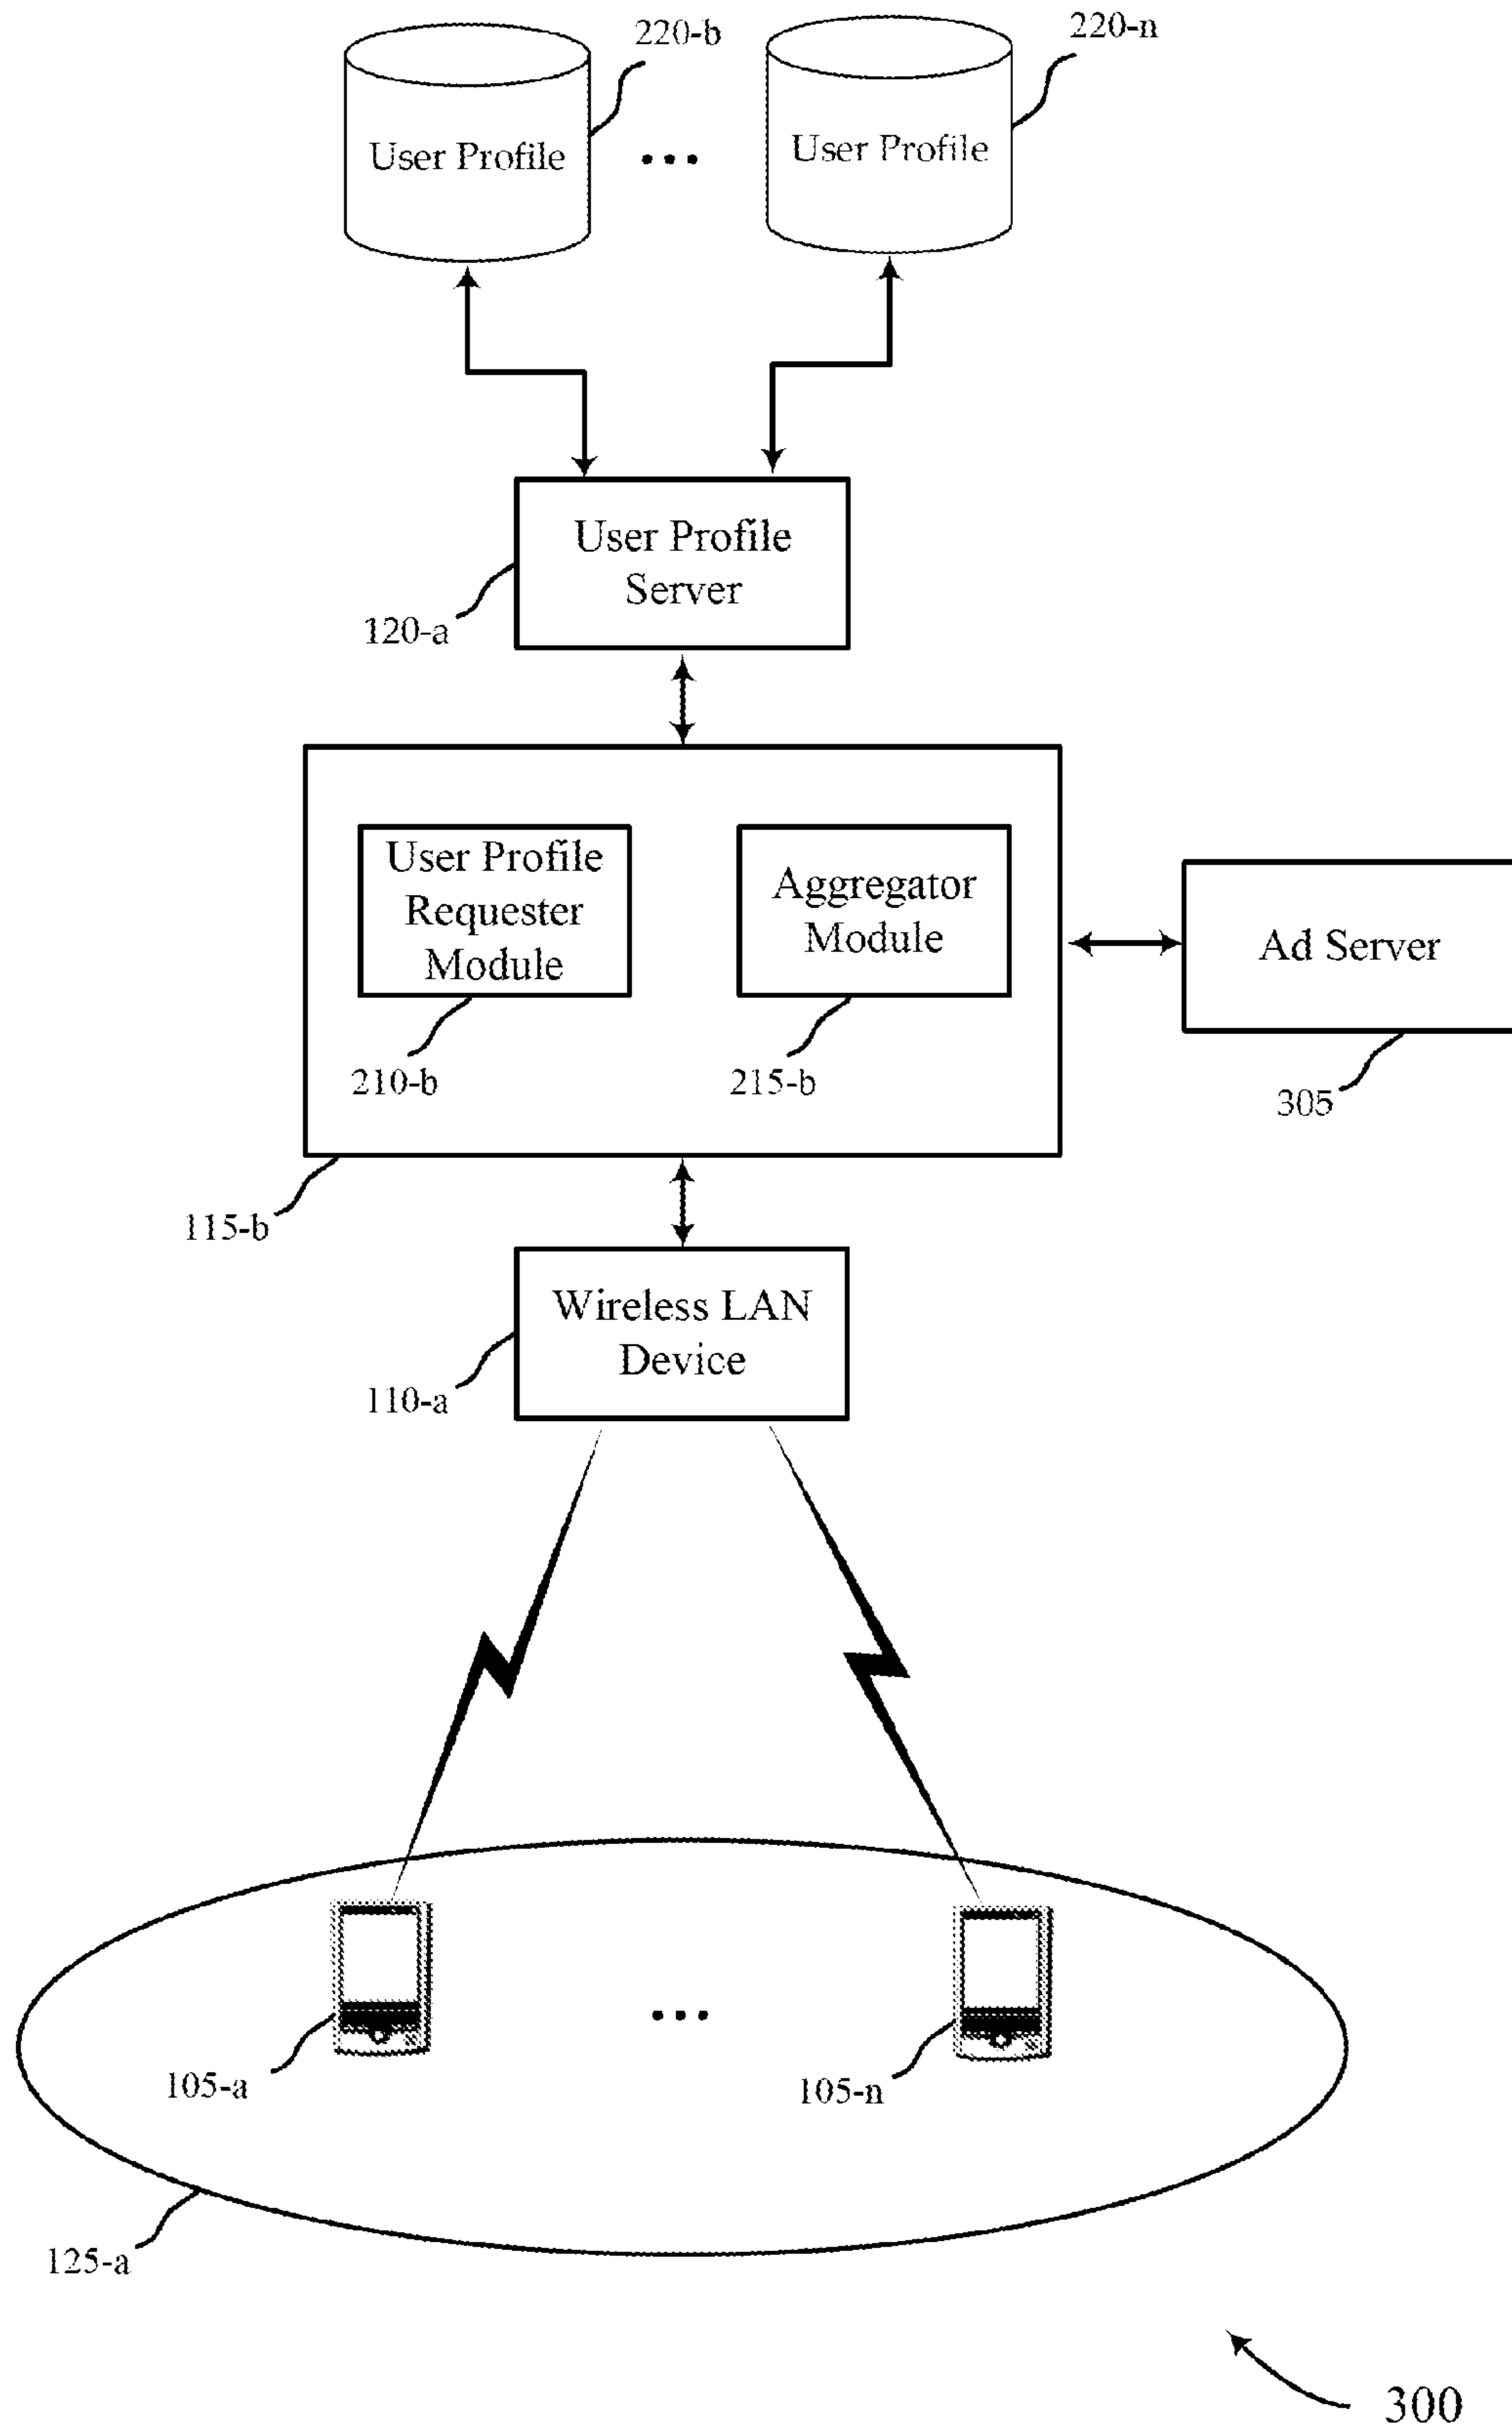 220-b
220-n
User Profile
...
User Profile
User Profile
Server
120-a
User Profile
Requester
Module
Aggregator
Module
Ad Server
210-b
215-b
305
115-b
Wireless LAN
Device
110-a
...
105-a
105-n
125-a
300